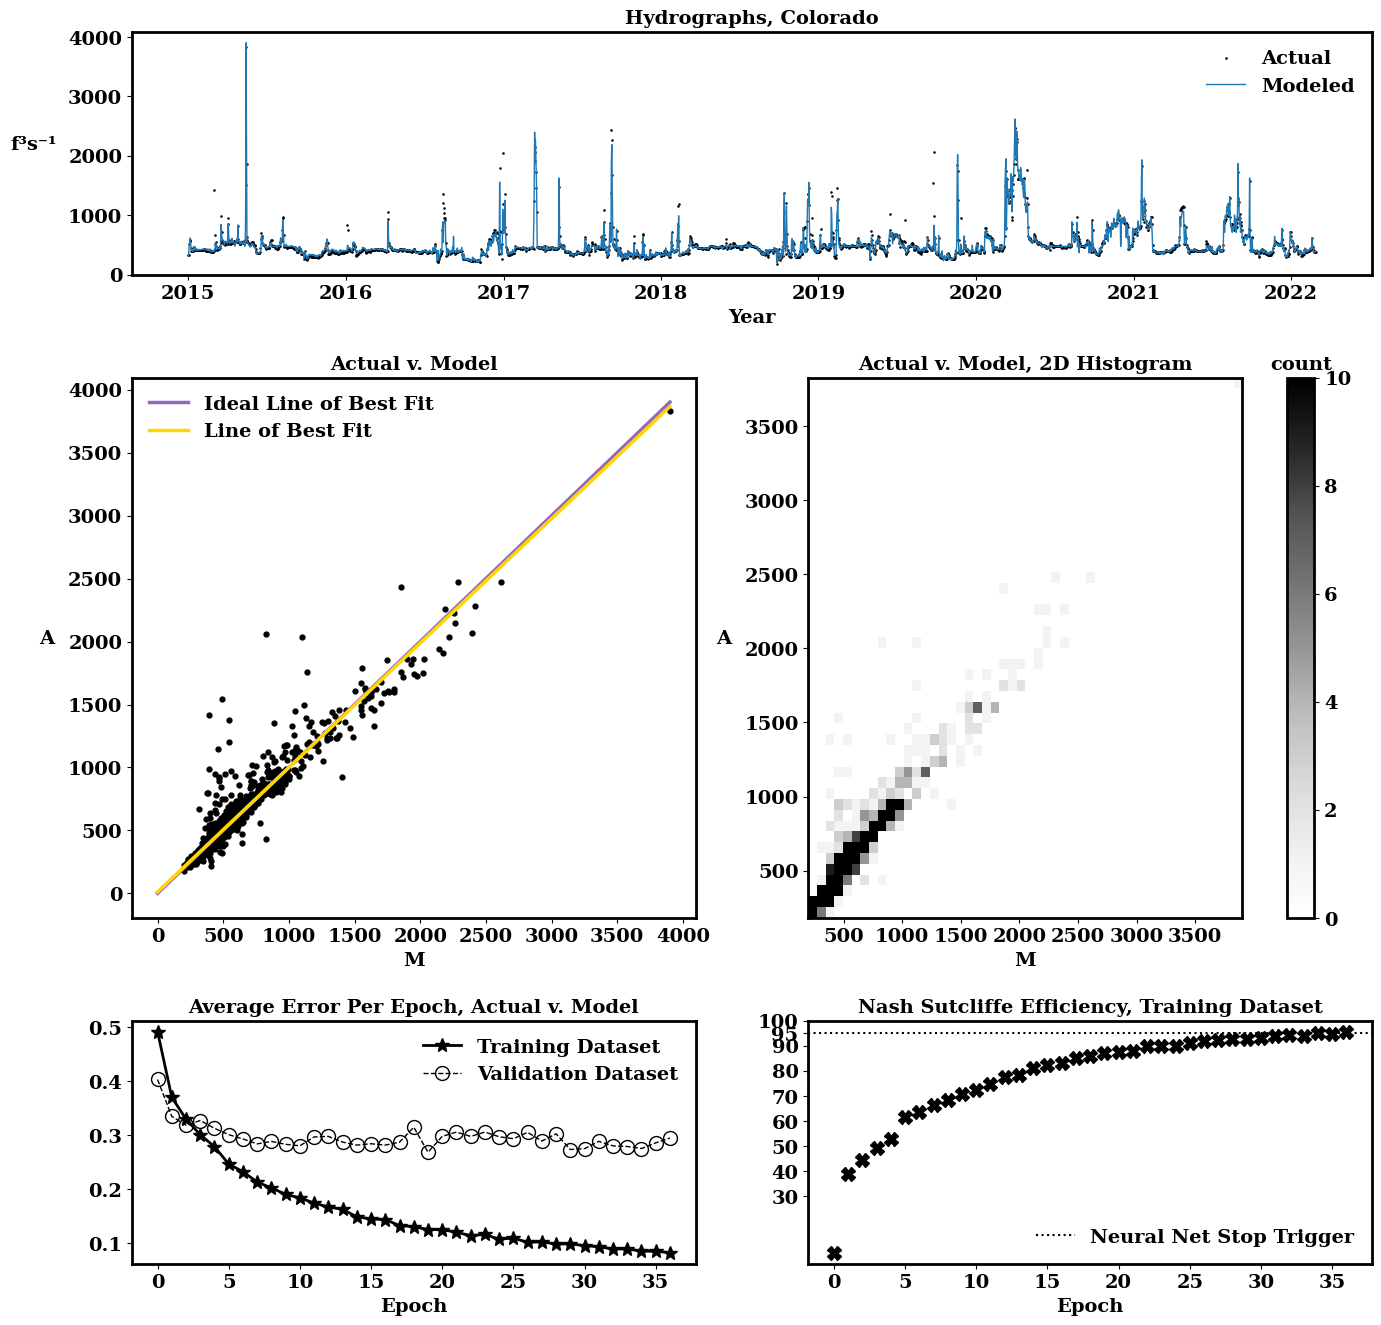 Hydrographs, Colorado
4000
3000
2000
1000
0
f³s⁻¹
Actual
Modeled
2015 2016 2017 2018 2019 2020 2021 2022
Year
Actual v. Model
4000
3500
3000
2500
2000
1500
1000
500
0
A
Ideal Line of Best Fit
Line of Best Fit
0 500 1000 1500 2000 2500 3000 3500 4000
M
Actual v. Model, 2D Histogram
3500
3000
2500
2000
1500
1000
500
A
500 1000 1500 2000 2500 3000 3500
M
count
10
8
6
4
2
0
Average Error Per Epoch, Actual v. Model
0.5
0.4
0.3
0.2
0.1
Training Dataset
Validation Dataset
0 5 10 15 20 25 30 35
Epoch
Nash Sutcliffe Efficiency, Training Dataset
100
95
90
80
70
60
50
40
30
Neural Net Stop Trigger
0 5 10 15 20 25 30 35
Epoch